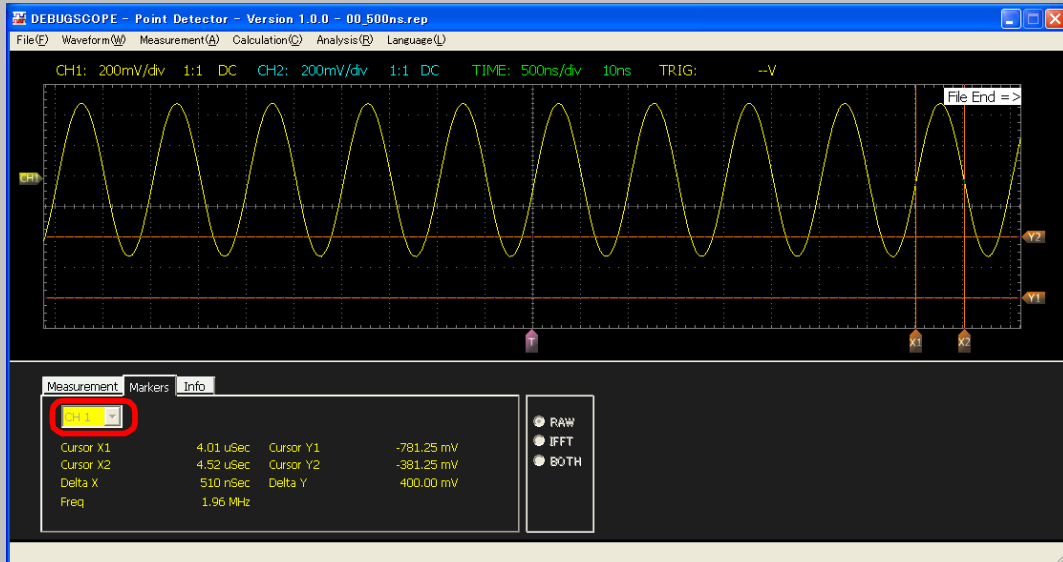 DEBUGSCOPE - Point Detector - Version 1.0.0 - 00_500ns.rep
File(F) Waveform(W) Measurement(A) Calculation(C) Analysis(R) Language(L)
CH1: 200mV/div 1:1 DC CH2: 200mV/div 1:1 DC TIME: 500ns/div 10ns TRIG: --V
File End =>
CH1
Y2
Y1
T X1 X2
Measurement Markers Info
CH 1
RAW
IFFT
BOTH
Cursor X1 4.01 uSec Cursor Y1 -781.25 mV
Cursor X2 4.52 uSec Cursor Y2 -381.25 mV
Delta X 510 nSec Delta Y 400.00 mV
Freq 1.96 MHz